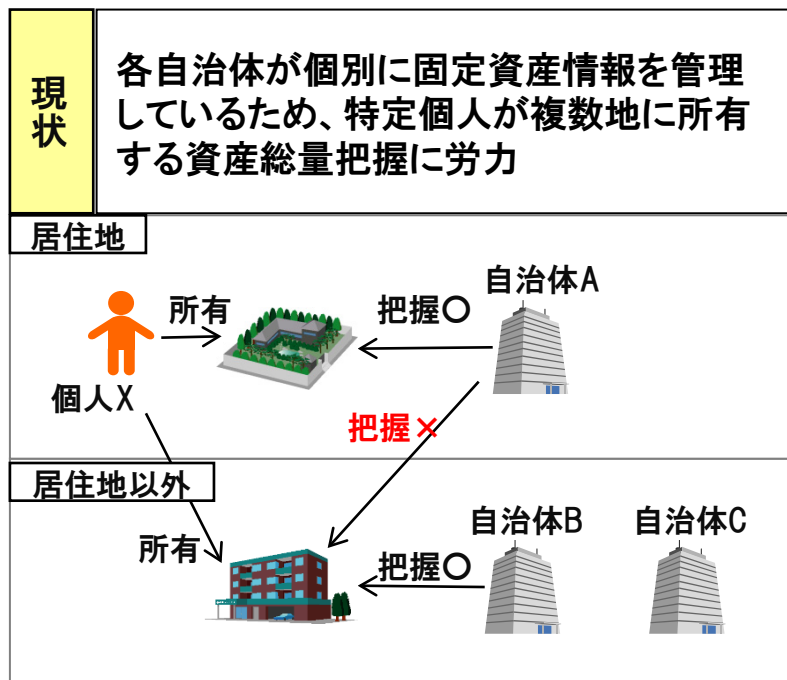 現状
各自治体が個別に固定資産情報を管理
しているため、特定個人が複数地に所有
する資産総量把握に労力
居住地
自治体A
所有
把握〇
個人X
把握×
居住地以外
自治体B
自治体C
所有
把握〇